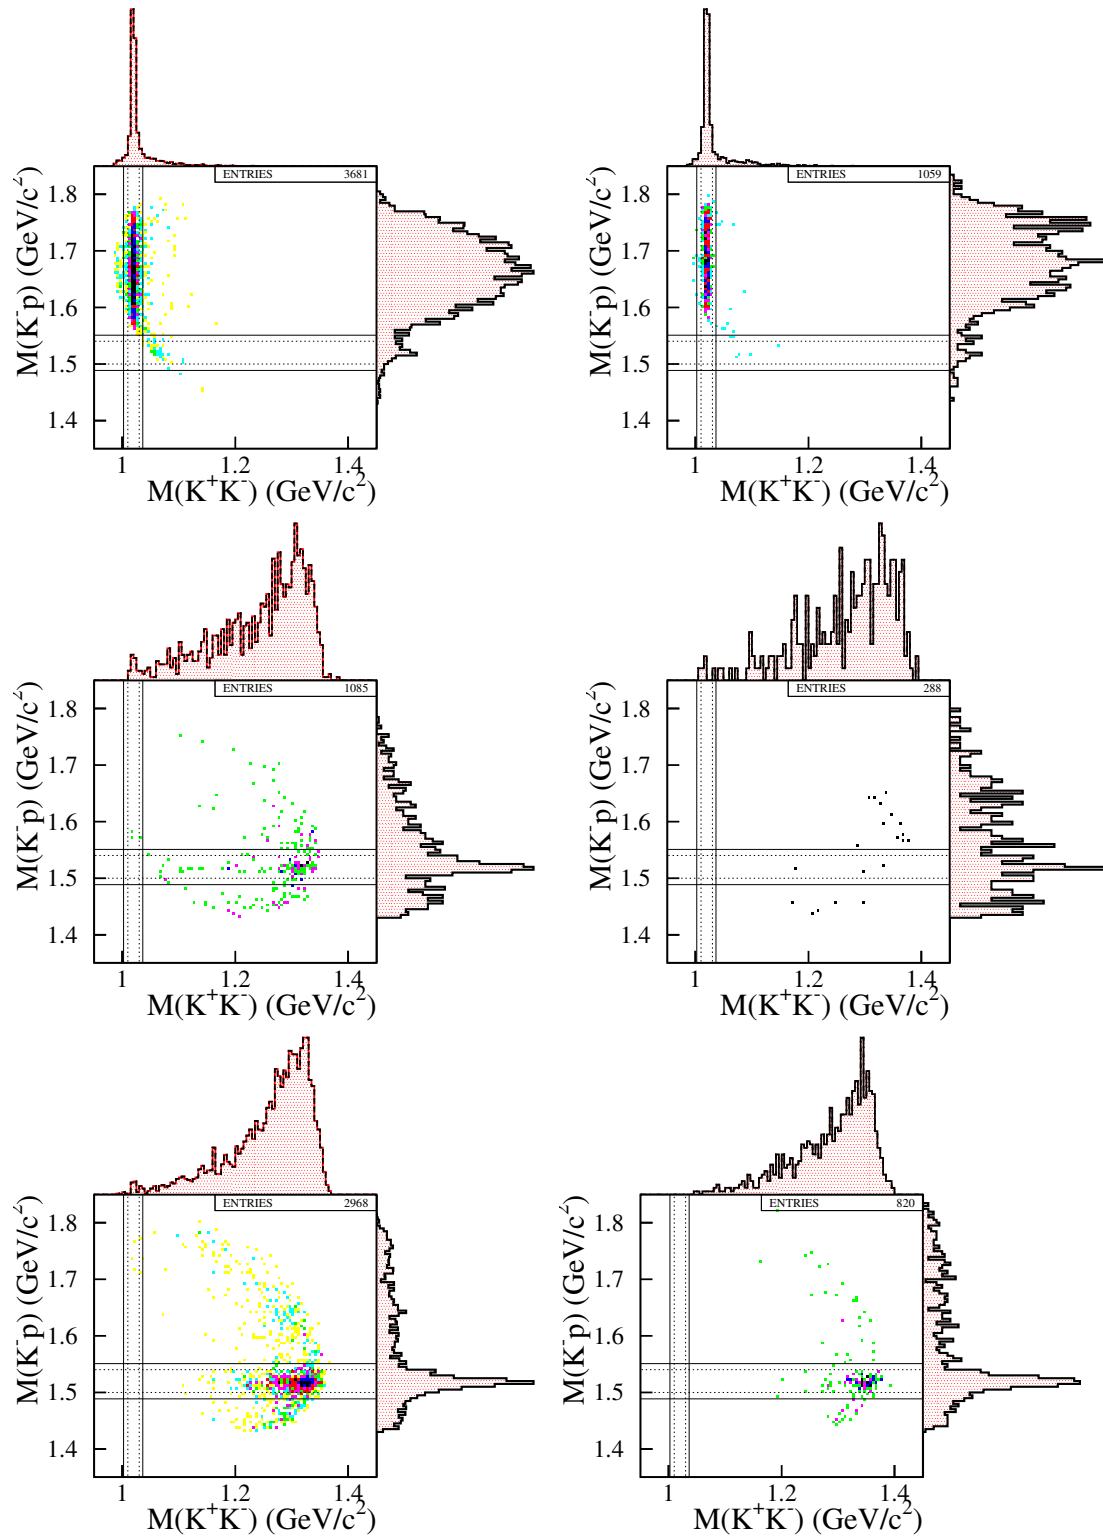 ENTRIES 3681
1.8
1.7
1.6
1.5
1.4
M(K-p) (GeV/c2)
1 1.2 1.4
M(K+K-) (GeV/c2)
ENTRIES 1059
1.8
1.7
1.6
1.5
1.4
M(K-p) (GeV/c2)
1 1.2 1.4
M(K+K-) (GeV/c2)
ENTRIES 1085
1.8
1.7
1.6
1.5
1.4
M(K-p) (GeV/c2)
1 1.2 1.4
M(K+K-) (GeV/c2)
ENTRIES 288
1.8
1.7
1.6
1.5
1.4
M(K-p) (GeV/c2)
1 1.2 1.4
M(K+K-) (GeV/c2)
ENTRIES 2968
1.8
1.7
1.6
1.5
1.4
M(K-p)) (GeV/c2)
1 1.2 1.4
M(K+K-) (GeV/c2)
ENTRIES 820
1.8
1.7
1.6
1.5
1.4
M(K-p)) (GeV/c2)
1 1.2 1.4
M(K+K-) (GeV/c2)